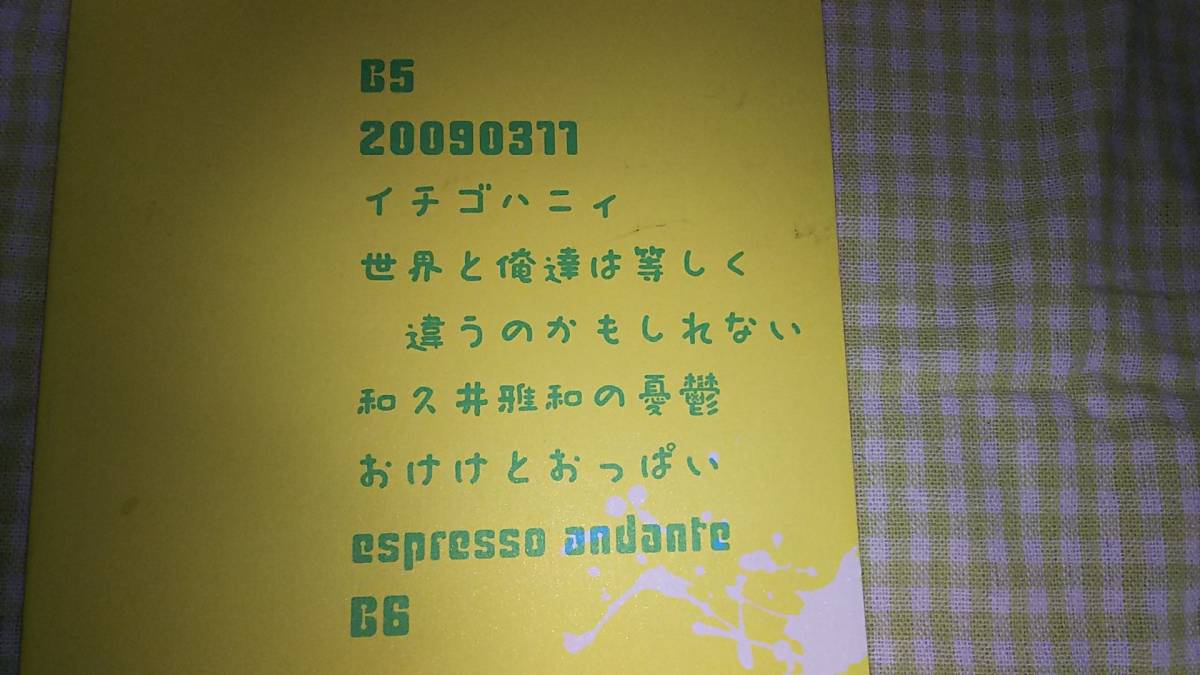 B5
20090311
イチゴハニィ
世界と俺達は等しく
違うのかもしれない
和久井雅和の憂鬱
おけけとおっぱい
espresso andante
B6